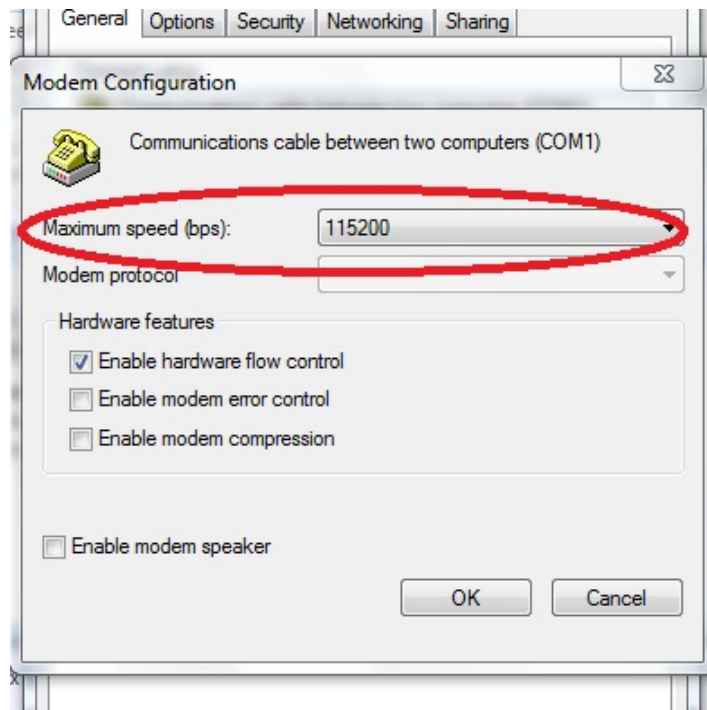 General Options Security Networking Sharing
Modem Configuration
Communications cable between two computers (COM1)
Maximum speed (bps): 115200
Modem protocol
Hardware features
Enable hardware flow control
Enable modem error control
Enable modem compression
Enable modem speaker
OK Cancel